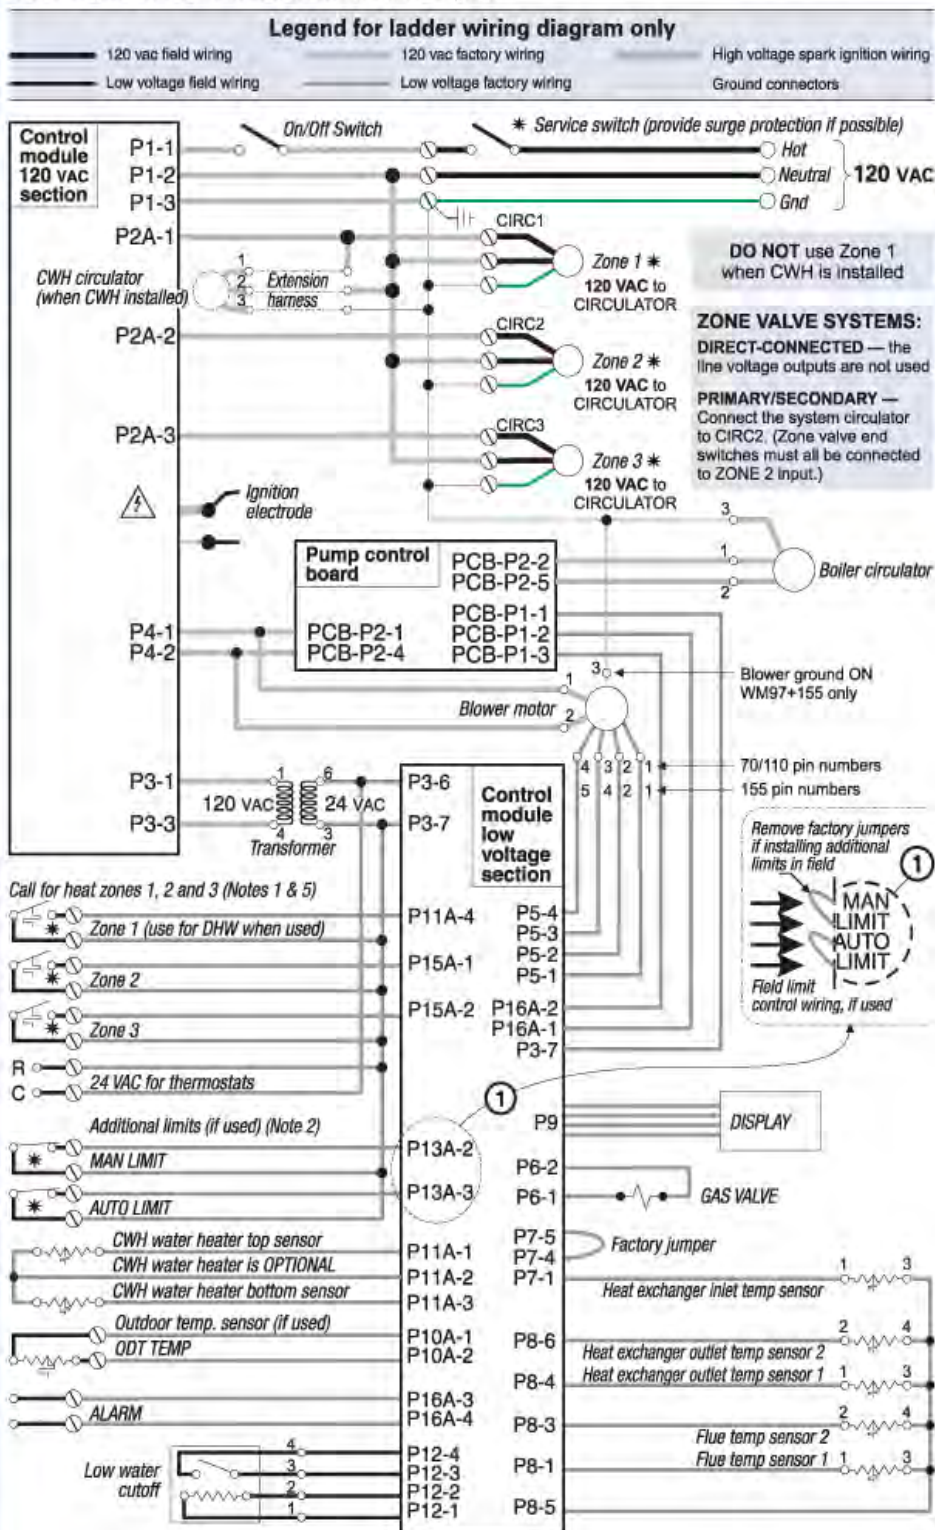 Legend for ladder wiring diagram only
120 vac field wiring
120 vac factory wiring
High voltage spark ignition wiring
Low voltage field wiring
Low voltage factory wiring
Ground connectors
Control
module
120 VAC
section
P1-1
On/Off Switch
✷ Service switch (provide surge protection if possible)
Hot
P1-2
Neutral
120 VAC
P1-3
Gnd
P2A-1
CIRC1
Zone 1 ✷
120 VAC to
CIRCULATOR
DO NOT use Zone 1
when CWH is installed
CWH circulator
(when CWH installed)
1
2
3
Extension
harness
P2A-2
CIRC2
Zone 2 ✷
120 VAC to
CIRCULATOR
ZONE VALVE SYSTEMS:
DIRECT-CONNECTED — the
line voltage outputs are not used
PRIMARY/SECONDARY —
Connect the system circulator
to CIRC2. (Zone valve end
switches must all be connected
to ZONE 2 input.)
P2A-3
CIRC3
Zone 3 ✷
120 VAC to
CIRCULATOR
Ignition
electrode
Pump control
board
PCB-P2-2
PCB-P2-5
3
1
2
Boiler circulator
PCB-P1-1
P4-1
PCB-P2-1
PCB-P1-2
P4-2
PCB-P2-4
PCB-P1-3
3
Blower ground ON
WM97+155 only
1
Blower motor
2
4 3 2 1
70/110 pin numbers
5 4 2 1
155 pin numbers
P3-1
1
6
P3-6
120 VAC
24 VAC
P3-3
4
3
P3-7
Transformer
Control
module
low
voltage
section
Remove factory jumpers
if installing additional
limits in field
1
MAN
LIMIT
AUTO
LIMIT
Field limit
control wiring, if used
Call for heat zones 1, 2 and 3 (Notes 1 & 5)
✷
Zone 1 (use for DHW when used)
P11A-4
P5-4
P5-3
✷
Zone 2
P15A-1
P5-2
P5-1
✷
Zone 3
P15A-2
P16A-2
P16A-1
P3-7
R
C
24 VAC for thermostats
1
Additional limits (if used) (Note 2)
P9
DISPLAY
✷
MAN LIMIT
P13A-2
P6-2
✷
AUTO LIMIT
P13A-3
P6-1
GAS VALVE
CWH water heater top sensor
P11A-1
P7-5
P7-4
Factory jumper
CWH water heater is OPTIONAL
P11A-2
P7-1
1
3
Heat exchanger inlet temp sensor
CWH water heater bottom sensor
P11A-3
Outdoor temp. sensor (if used)
P10A-1
ODT TEMP
P10A-2
P8-6
2
4
Heat exchanger outlet temp sensor 2
P8-4
Heat exchanger outlet temp sensor 1
1
3
P16A-3
ALARM
P16A-4
P8-3
2
4
Flue temp sensor 2
P8-1
Flue temp sensor 1
1
3
Low water
cutoff
4
P12-4
3
P12-3
2
P12-2
1
P12-1
P8-5